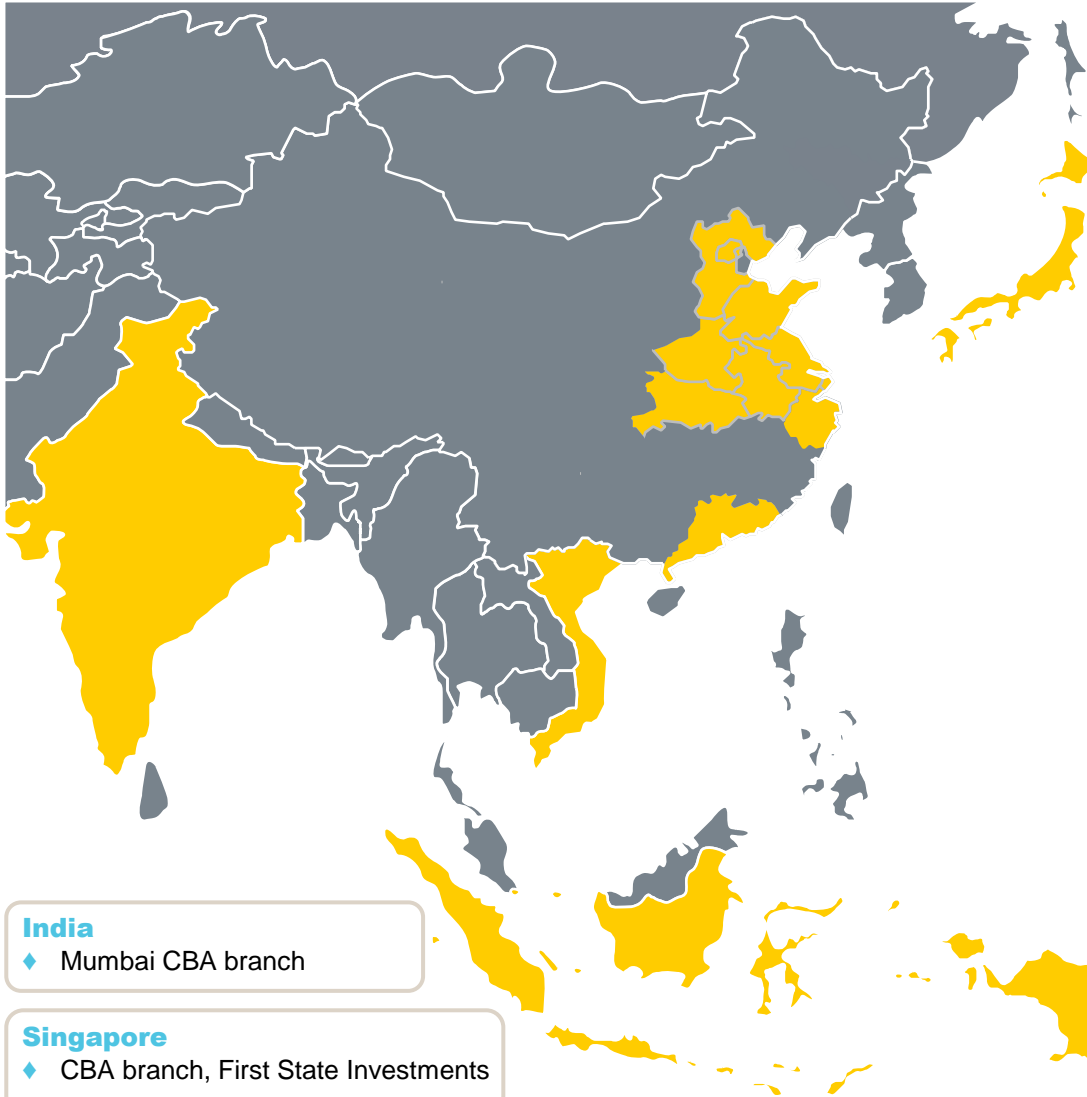 India
♦ Mumbai CBA branch
Singapore
♦ CBA branch, First State Investments